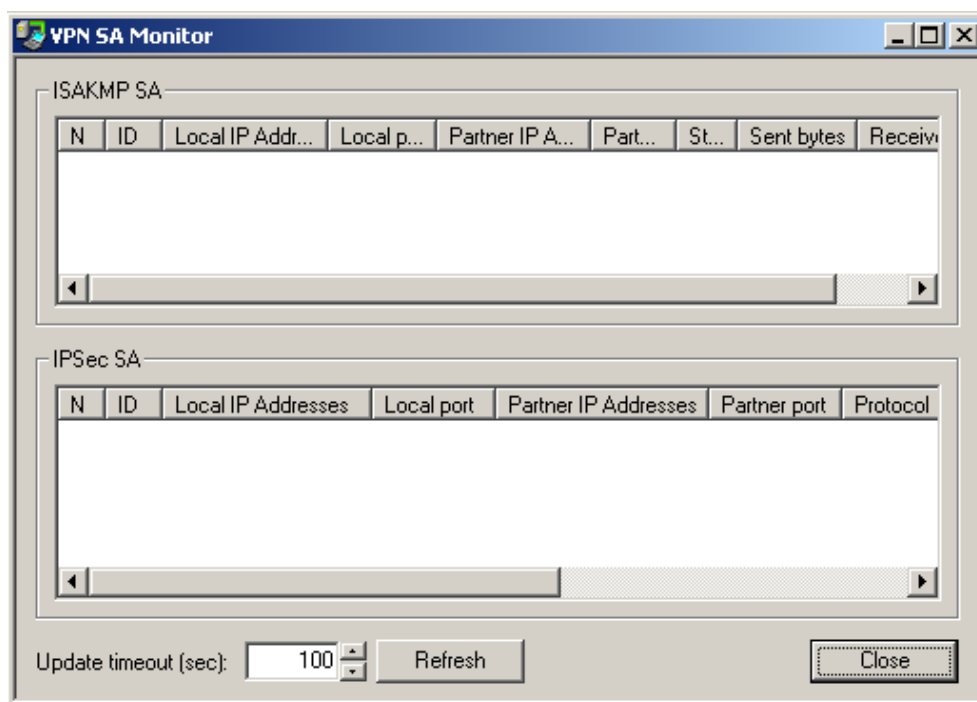 VPN SA Monitor
ISAKMP SA
N ID Local IP Addr... Local p... Partner IP A... Part... St... Sent bytes Receive
IPSec SA
N ID Local IP Addresses Local port Partner IP Addresses Partner port Protocol
Update timeout (sec): 100 Refresh Close